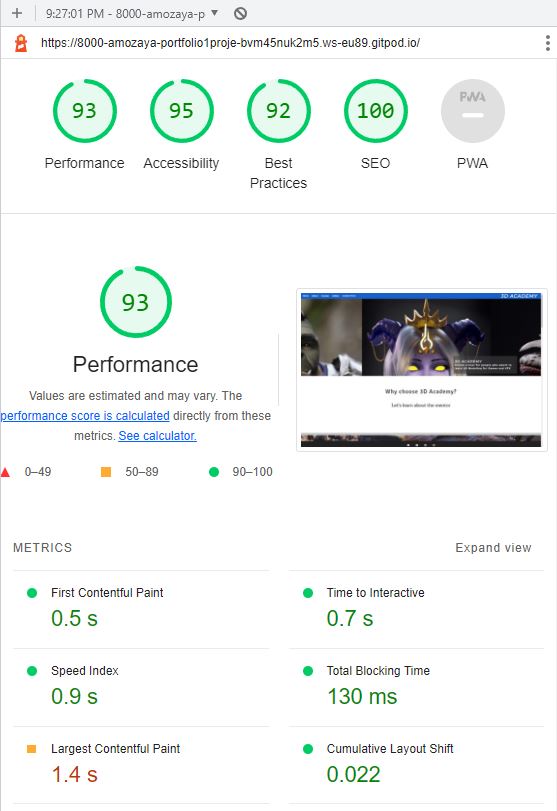 9:27:01 PM - 8000-amozaya-p
https://8000-amozaya-portfolio1proje-bvm45nuk2m5.ws-eu89.gitpod.io/
93
95
92
100
PWA
Performance
Accessibility
Best
Practices
SEO
PWA
93
Performance
Values are estimated and may vary. The
performance score is calculated directly from these
metrics. See calculator.
0–49
50–89
90–100
3D ACADEMY
3D ACADEMY
Why choose 3D Academy?
Let's learn about the mentor
METRICS
Expand view
First Contentful Paint
0.5 s
Time to Interactive
0.7 s
Speed Index
0.9 s
Total Blocking Time
130 ms
Largest Contentful Paint
1.4 s
Cumulative Layout Shift
0.022